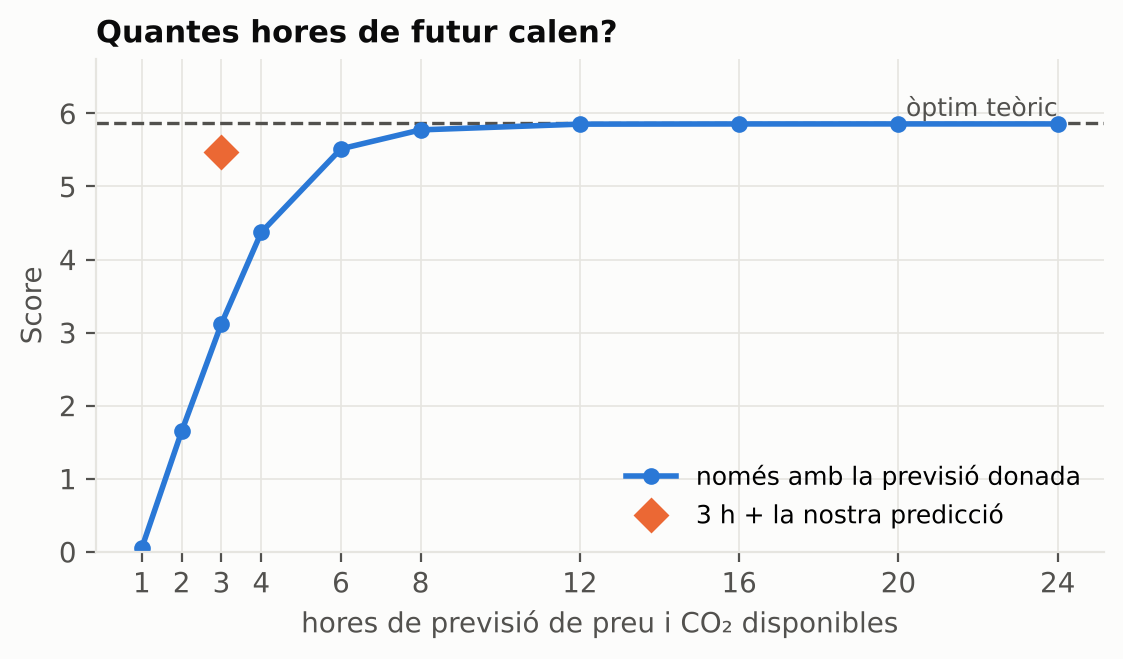 Quantes hores de futur calen?
òptim teòric
6
5
4
3
2
1
0
Score
només amb la previsió donada
3 h + la nostra predicció
1 2 3 4 6 8 12 16 20 24
hores de previsió de preu i CO₂ disponibles